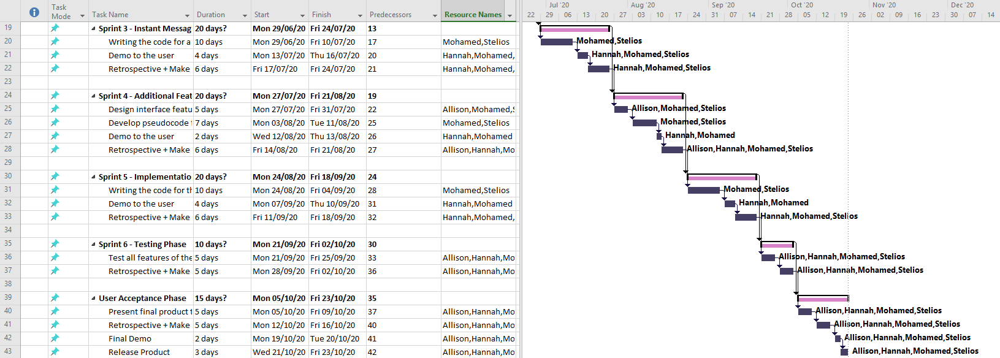 Task Mode Task Name Duration Start Finish Predecessors Resource Names
Jul '20 Aug '20 Sep '20 Oct '20 Nov '20 Dec '20
22 29 06 13 20 27 03 10 17 24 31 07 14 21 28 05 12 19 26 02 09 16 23 30 07 14
19 Sprint 3 - Instant Messag 20 days? Mon 29/06/20 Fri 24/07/20 13
20 Writing the code for a 10 days Mon 29/06/20 Fri 10/07/20 17 Mohamed,Stelios Mohamed,Stelios
21 Demo to the user 4 days Mon 13/07/20 Thu 16/07/20 20 Hannah,Mohamed, Hannah,Mohamed,Stelios
22 Retrospective + Make 6 days Fri 17/07/20 Fri 24/07/20 21 Hannah,Mohamed, Hannah,Mohamed,Stelios
23
24 Sprint 4 - Additional Feat 20 days? Mon 27/07/20 Fri 21/08/20 19
25 Design interface featu 5 days Mon 27/07/20 Fri 31/07/20 22 Allison,Mohamed,S Allison,Mohamed,Stelios
26 Develop pseudocode f 7 days Mon 03/08/20 Tue 11/08/20 25 Mohamed,Stelios Mohamed,Stelios
27 Demo to the user 2 days Wed 12/08/20 Thu 13/08/20 26 Hannah,Mohamed Hannah,Mohamed
28 Retrospective + Make 6 days Fri 14/08/20 Fri 21/08/20 27 Allison,Hannah,Mo Allison,Hannah,Mohamed,Stelios
29
30 Sprint 5 - Implementatio 20 days? Mon 24/08/20 Fri 18/09/20 24
31 Writing the code for th 10 days Mon 24/08/20 Fri 04/09/20 28 Mohamed,Stelios Mohamed,Stelios
32 Demo to the user 4 days Mon 07/09/20 Thu 10/09/20 31 Hannah,Mohamed Hannah,Mohamed
33 Retrospective + Make 6 days Fri 11/09/20 Fri 18/09/20 32 Hannah,Mohamed, Hannah,Mohamed,Stelios
34
35 Sprint 6 - Testing Phase 10 days? Mon 21/09/20 Fri 02/10/20 30
36 Test all features of the 5 days Mon 21/09/20 Fri 25/09/20 33 Allison,Hannah,Mo Allison,Hannah,Mohamed,Stelios
37 Retrospective + Make 5 days Mon 28/09/20 Fri 02/10/20 36 Allison,Hannah,Mo Allison,Hannah,Mohamed,Stelios
38
39 User Acceptance Phase 15 days? Mon 05/10/20 Fri 23/10/20 35
40 Present final product t 5 days Mon 05/10/20 Fri 09/10/20 37 Allison,Hannah,Mo Allison,Hannah,Mohamed,Stelios
41 Retrospective + Make 5 days Mon 12/10/20 Fri 16/10/20 40 Allison,Hannah,Mo Allison,Hannah,Mohamed,Stelios
42 Final Demo 2 days Mon 19/10/20 Tue 20/10/20 41 Allison,Hannah,Mo Allison,Hannah,Mohamed,Stelios
43 Release Product 3 days Wed 21/10/20 Fri 23/10/20 42 Allison,Hannah,Mo Allison,Hannah,Mohamed,Stelios